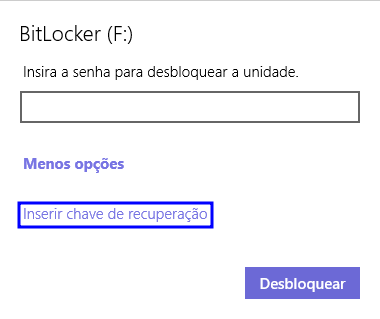 BitLocker (F:)
Insira a senha para desbloquear a unidade.
Menos opções
Inserir chave de recuperação
Desbloquear